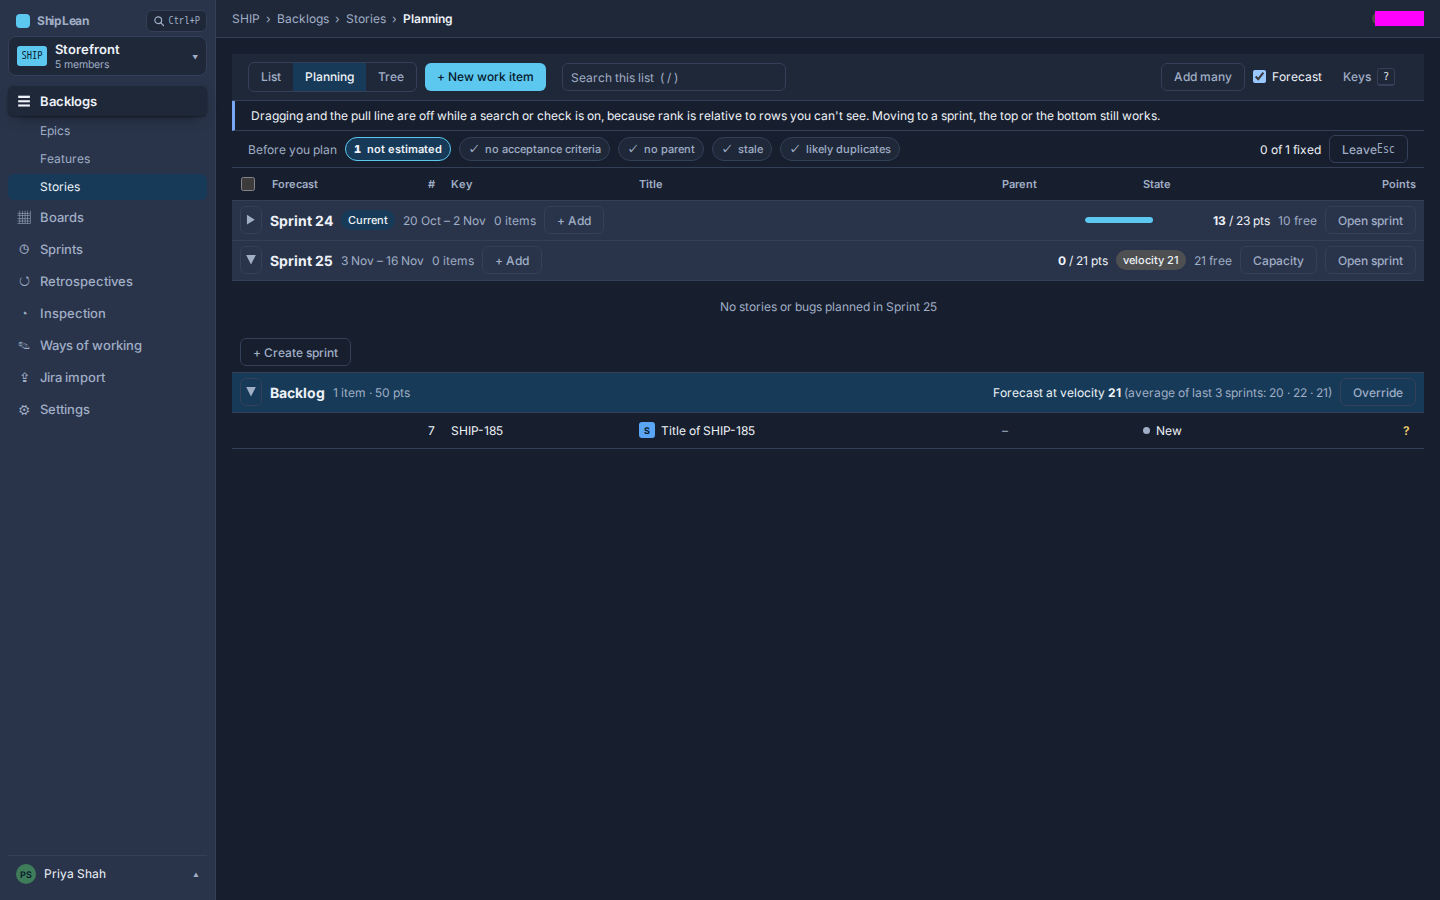 ShipLean Ctrl+P
SHIP Storefront
5 members
Backlogs
Epics
Features
Stories
Boards
Sprints
Retrospectives
Inspection
Ways of working
Jira import
Settings
PS Priya Shah
SHIP › Backlogs › Stories › Planning
List Planning Tree + New work item Search this list ( / ) Add many Forecast Keys ?
Dragging and the pull line are off while a search or check is on, because rank is relative to rows you can't see. Moving to a sprint, the top or the bottom still works.
Before you plan 1 not estimated ✓ no acceptance criteria ✓ no parent ✓ stale ✓ likely duplicates 0 of 1 fixed Leave Esc
Forecast # Key Title Parent State Points
Sprint 24 Current 20 Oct – 2 Nov 0 items + Add 13 / 23 pts 10 free Open sprint
Sprint 25 3 Nov – 16 Nov 0 items + Add 0 / 21 pts velocity 21 21 free Capacity Open sprint
No stories or bugs planned in Sprint 25
+ Create sprint
Backlog 1 item · 50 pts Forecast at velocity 21 (average of last 3 sprints: 20 · 22 · 21) Override
7 SHIP-185 S Title of SHIP-185 – New ?